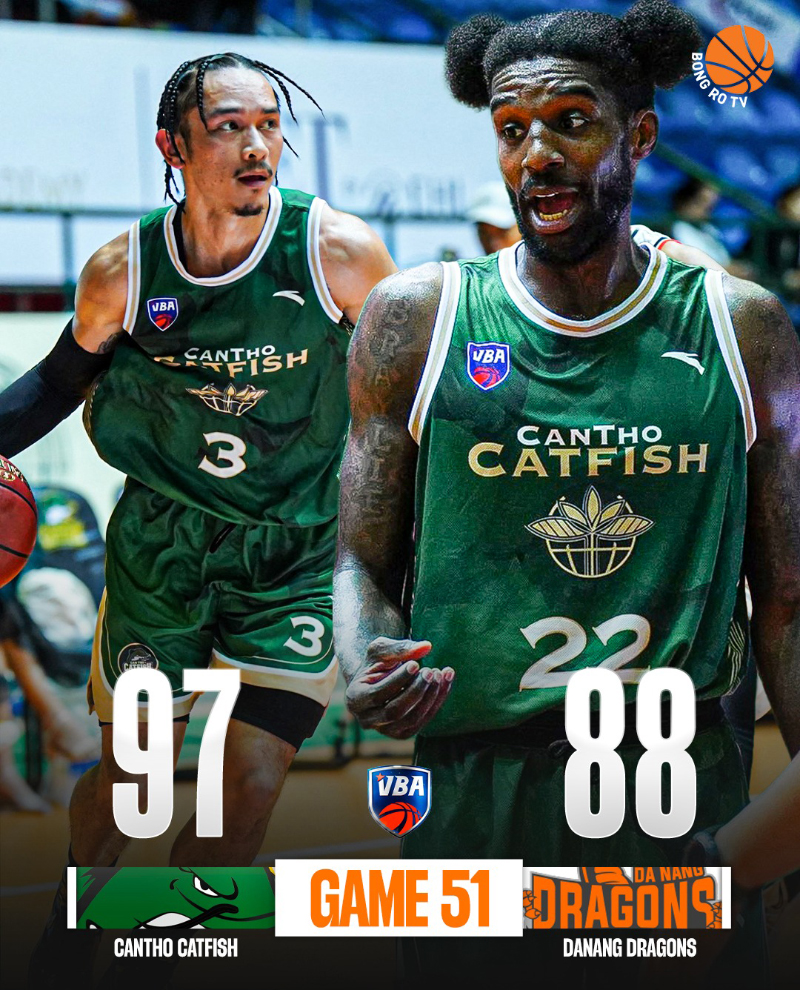 BONG RO TV
VBA
CANTHO
CATFISH
3
3
VBA
CANTHO
CATFISH
22
97
88
VBA
GAME 51
DA NANG
DRAGONS
CANTHO CATFISH
DANANG DRAGONS